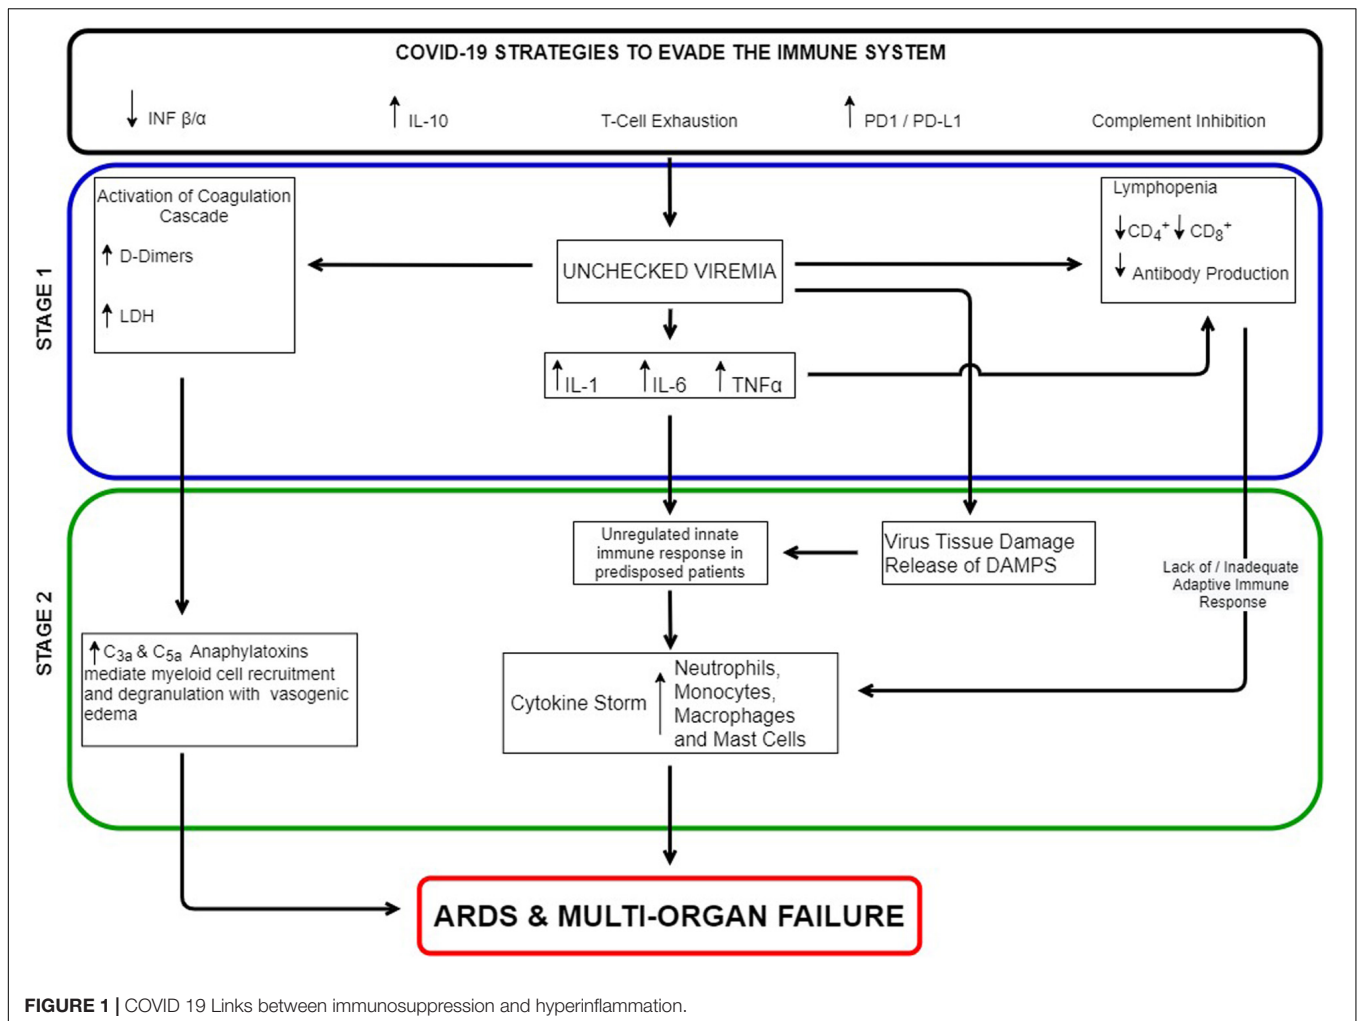 COVID-19 STRATEGIES TO EVADE THE IMMUNE SYSTEM
↓ INF β/α
↑ IL-10
T-Cell Exhaustion
↑ PD1 / PD-L1
Complement Inhibition
STAGE 1
Activation of Coagulation
Cascade
↑ D-Dimers
↑ LDH
UNCHECKED VIREMIA
Lymphopenia
↓CD4+ ↓ CD8+
↓ Antibody Production
↑IL-1 ↑IL-6 ↑ TNFα
STAGE 2
Unregulated innate
immune response in
predisposed patients
Virus Tissue Damage
Release of DAMPS
Lack of / Inadequate
Adaptive Immune
Response
↑C3a & C5a Anaphylatoxins
mediate myeloid cell recruitment
and degranulation with vasogenic
edema
Cytokine Storm ↑
Neutrophils,
Monocytes,
Macrophages
and Mast Cells
ARDS & MULTI-ORGAN FAILURE
FIGURE 1 | COVID 19 Links between immunosuppression and hyperinflammation.